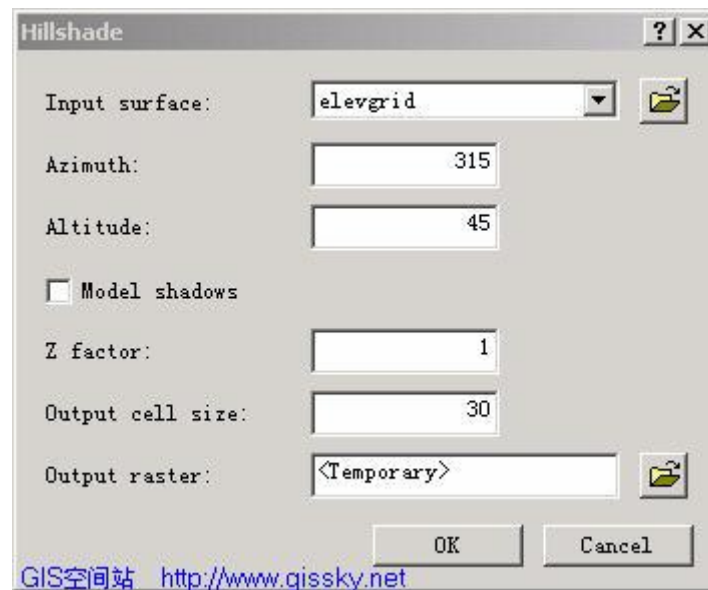 Hillshade ? ×
Input surface: elevgrid
Azimuth: 315
Altitude: 45
Model shadows
Z factor: 1
Output cell size: 30
Output raster: <Temporary>
OK Cancel
GIS空间站 http://www.gissky.net